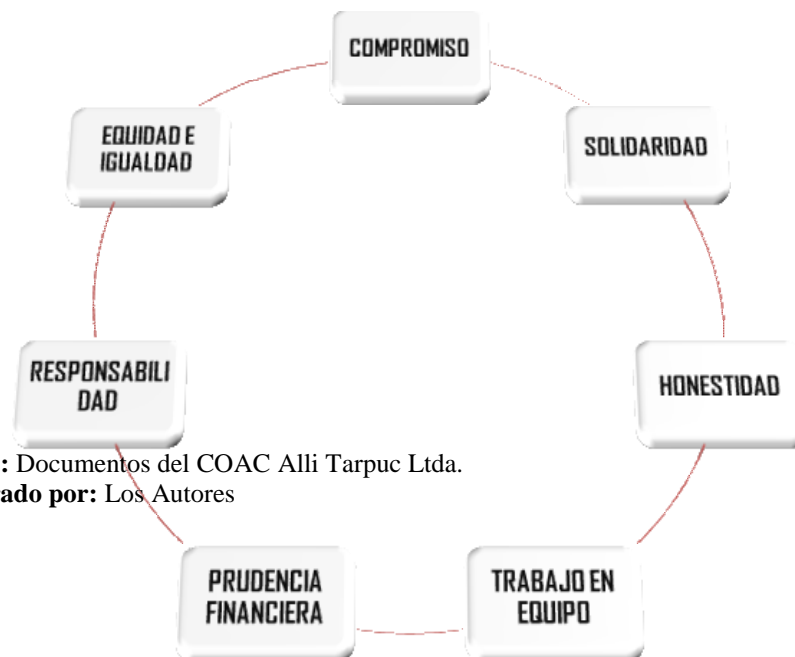 COMPROMISO
EQUIDAD E
IGUALDAD
SOLIDARIDAD
RESPONSABILI
DAD
HONESTIDAD
: Documentos del COAC Alli Tarpuc Ltda.
ado por: Los Autores
PRUDENCIA
FINANCIERA
TRABAJO EN
EQUIPO